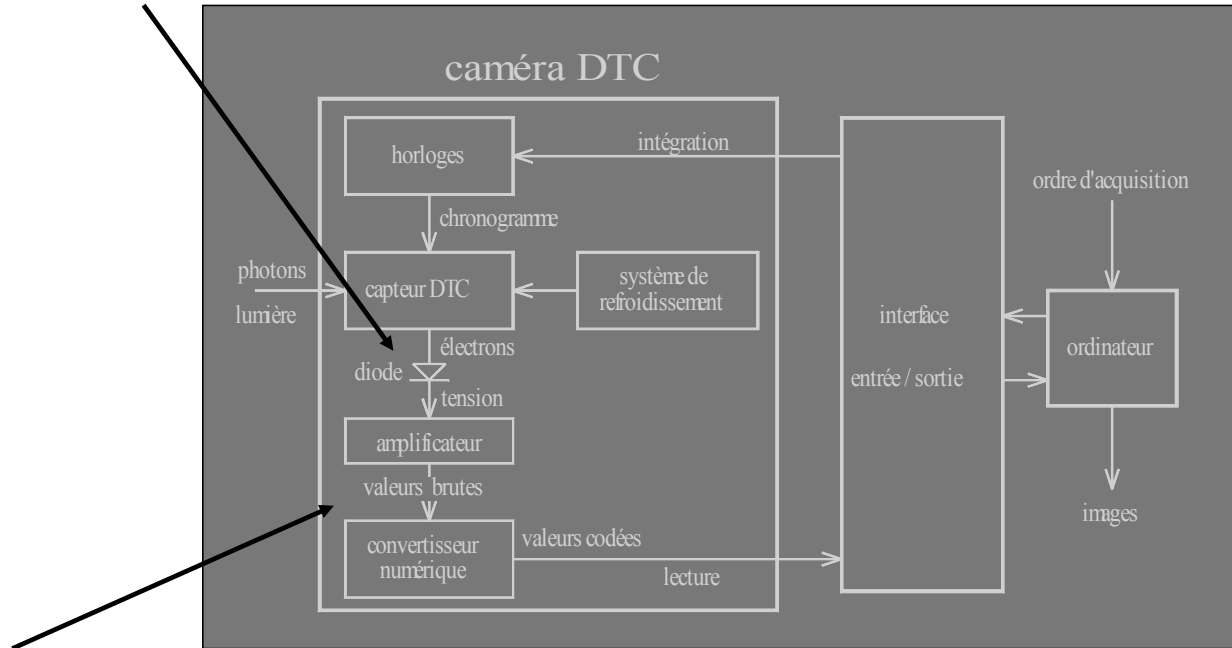 caméra DTC
horloges
intégration
ordre d'acquisition
chronogramme
photons
lumière
capteur DTC
système de
refroidissement
interface
entrée / sortie
ordinateur
électrons
diode
tension
amplificateur
valeurs brutes
images
convertisseur
numérique
valeurs codées
lecture